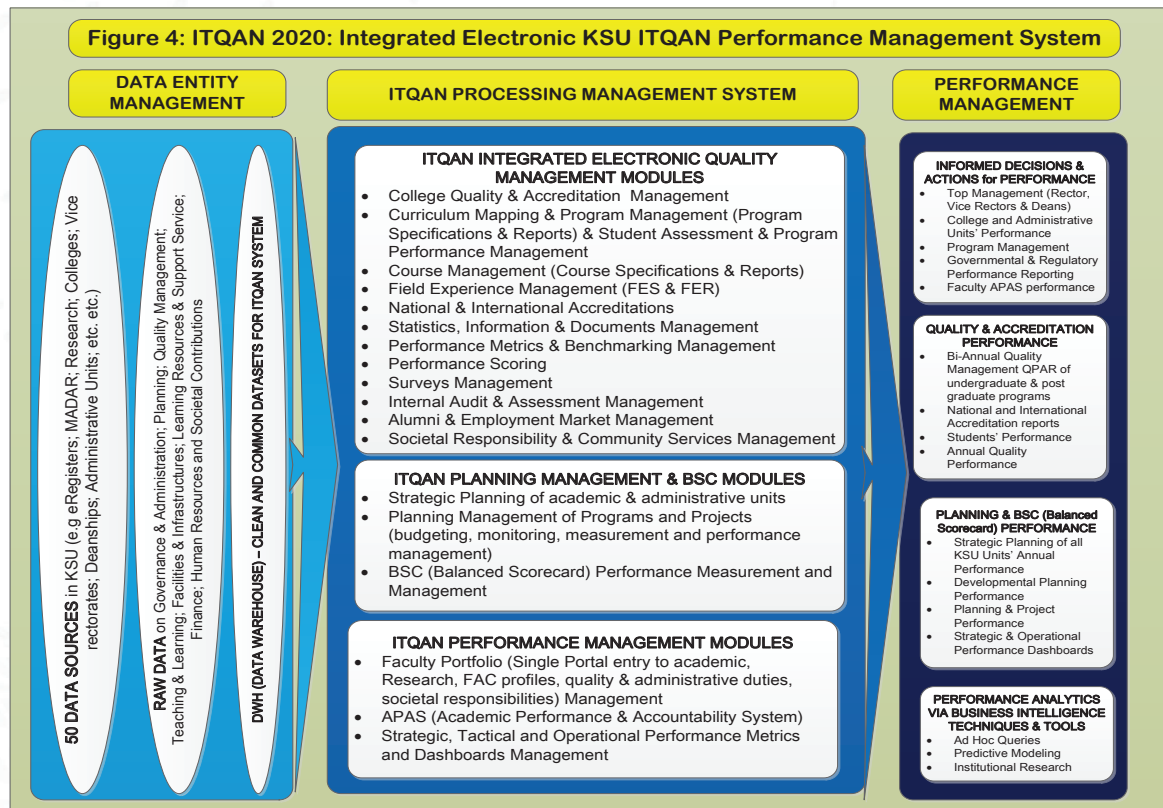 Figure 4: ITQAN 2020: Integrated Electronic KSU ITQAN Performance Management System
DATA ENTITY
MANAGEMENT
50 DATA SOURCES in KSU (e.g eRegisters; MADAR; Research; Colleges; Vice
rectorates; Deanships; Administrative Units; etc. etc.)
RAW DATA on Governance & Administration; Planning; Quality Management;
Teaching & Learning; Facilities & Infrastructures; Learning Resources & Support Service;
Finance; Human Resources and Societal Contributions
DWH (DATA WAREHOUSE) – CLEAN AND COMMON DATASETS FOR ITQAN SYSTEM
ITQAN PROCESSING MANAGEMENT SYSTEM
ITQAN INTEGRATED ELECTRONIC QUALITY
MANAGEMENT MODULES
• College Quality & Accreditation Management
• Curriculum Mapping & Program Management (Program
Specifications & Reports) & Student Assessment & Program
Performance Management
• Course Management (Course Specifications & Reports)
• Field Experience Management (FES & FER)
• National & International Accreditations
• Statistics, Information & Documents Management
• Performance Metrics & Benchmarking Management
• Performance Scoring
• Surveys Management
• Internal Audit & Assessment Management
• Alumni & Employment Market Management
• Societal Responsibility & Community Services Management
ITQAN PLANNING MANAGEMENT & BSC MODULES
• Strategic Planning of academic & administrative units
• Planning Management of Programs and Projects
(budgeting, monitoring, measurement and performance
management)
• BSC (Balanced Scorecard) Performance Measurement and
Management
ITQAN PERFORMANCE MANAGEMENT MODULES
• Faculty Portfolio (Single Portal entry to academic,
Research, FAC profiles, quality & administrative duties,
societal responsibilities) Management
• APAS (Academic Performance & Accountability System)
• Strategic, Tactical and Operational Performance Metrics
and Dashboards Management
PERFORMANCE
MANAGEMENT
INFORMED DECISIONS &
ACTIONS for PERFORMANCE
• Top Management (Rector,
Vice Rectors & Deans)
• College and Administrative
Units' Performance
• Program Management
• Governmental & Regulatory
Performance Reporting
• Faculty APAS performance
QUALITY & ACCREDITATION
PERFORMANCE
• Bi-Annual Quality
Management QPAR of
undergraduate & post
graduate programs
• National and International
Accreditation reports
• Students' Performance
• Annual Quality
Performance
PLANNING & BSC (Balanced
Scorecard) PERFORMANCE
• Strategic Planning of all
KSU Units' Annual
Performance
• Developmental Planning
Performance
• Planning & Project
Performance
• Strategic & Operational
Performance Dashboards
PERFORMANCE ANALYTICS
VIA BUSINESS INTELLIGENCE
TECHNIQUES & TOOLS
• Ad Hoc Queries
• Predictive Modeling
• Institutional Research